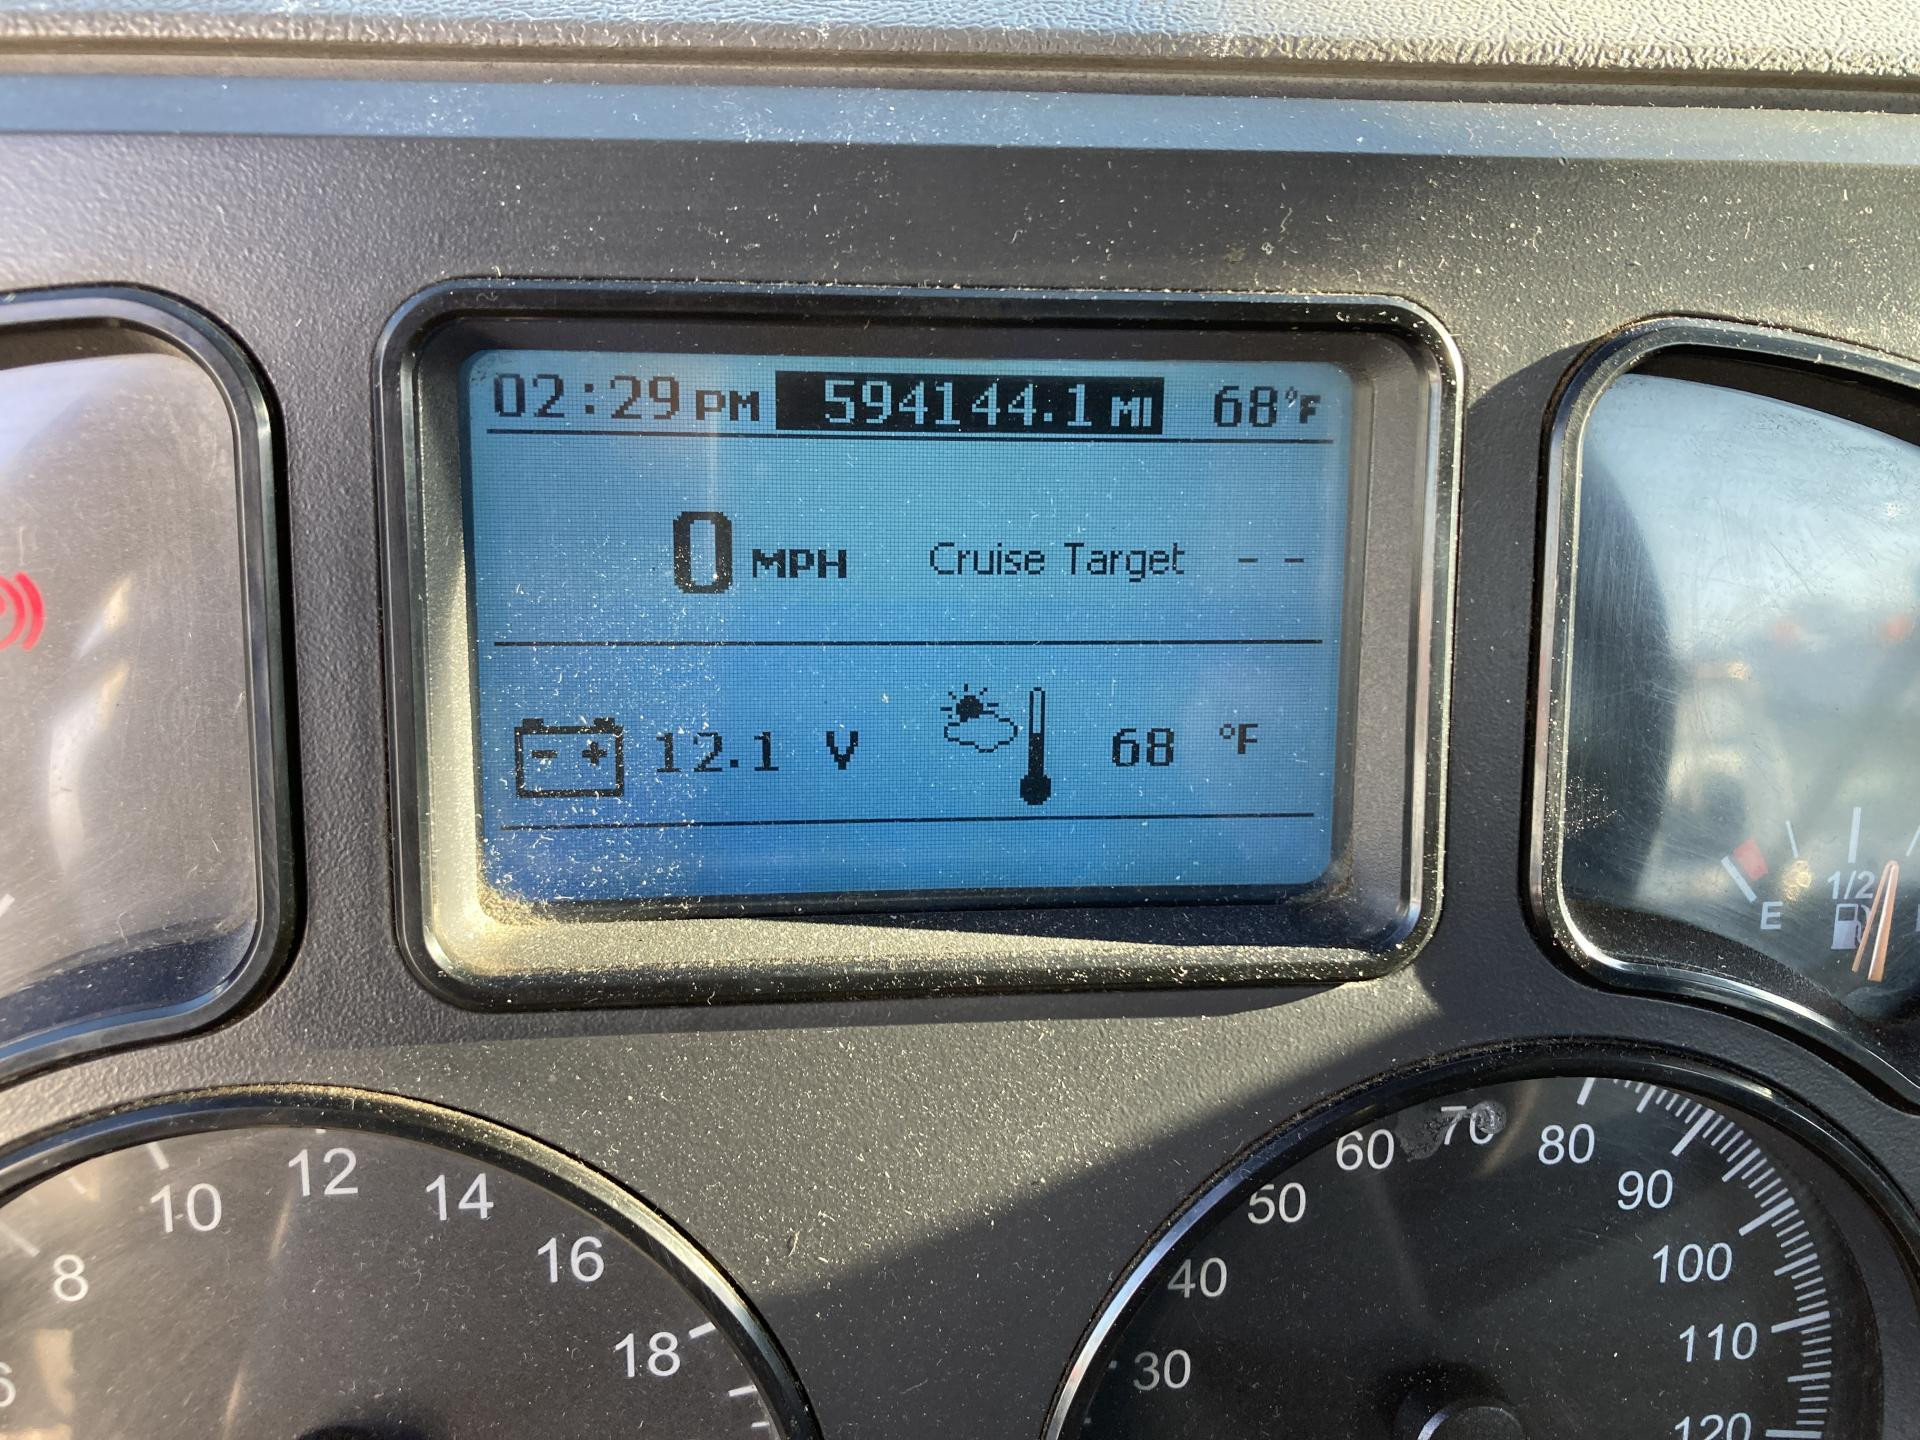 02:29 PM 594144.1 MI 68°F
0 MPH Cruise Target - -
- + 12.1 V 68 °F
E 1/2
8 10 12 14 16 18
30 40 50 60 70 80 90 100 110 120